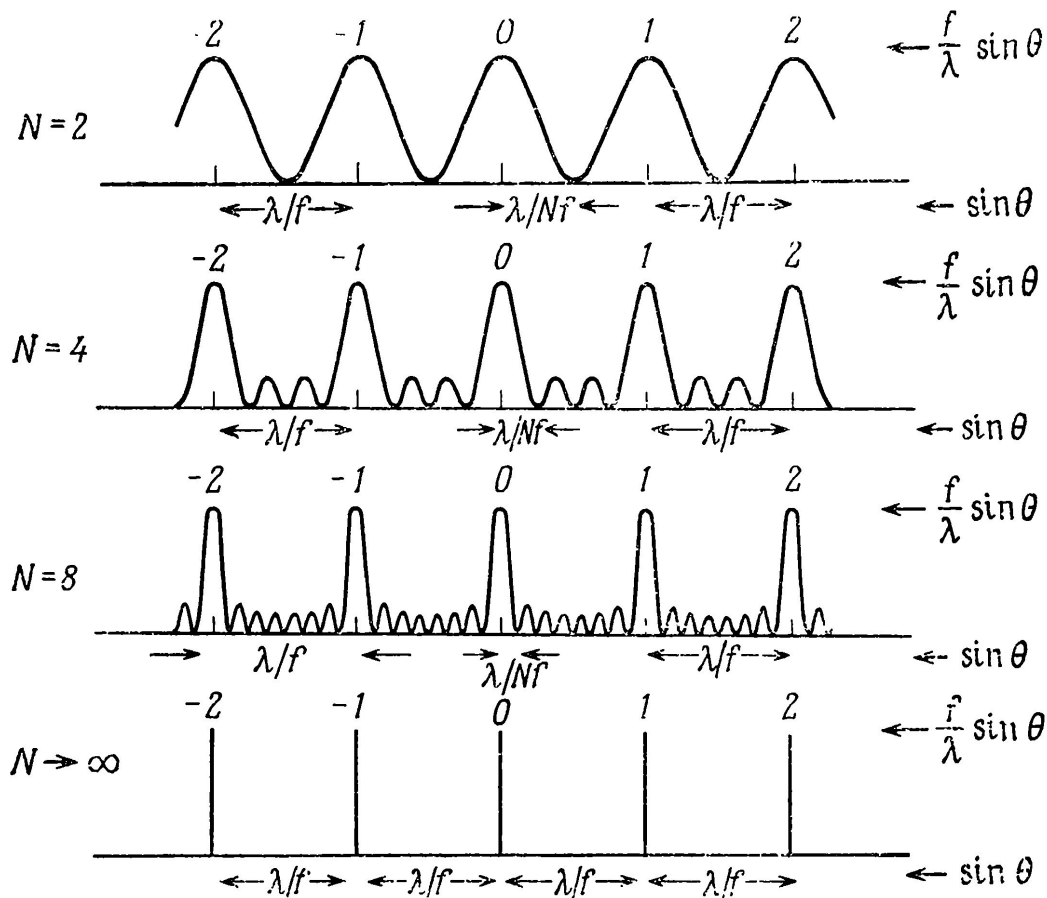 -2 -1 0 1 2 ← f/λ sin θ
N = 2
←λ/f→ → λ/Nf ← ←λ/f→ ← sin θ
-2 -1 0 1 2 ← f/λ sin θ
N = 4
←λ/f→ → λ/Nf ← ←λ/f→ ← sin θ
-2 -1 0 1 2 ← f/λ sin θ
N = 8
→ λ/f ← → λ/Nf ← ←λ/f→ ← sin θ
-2 -1 0 1 2 ← f/λ sin θ
N → ∞
←λ/f→ ←λ/f→ ←λ/f→ ←λ/f→ ← sin θ